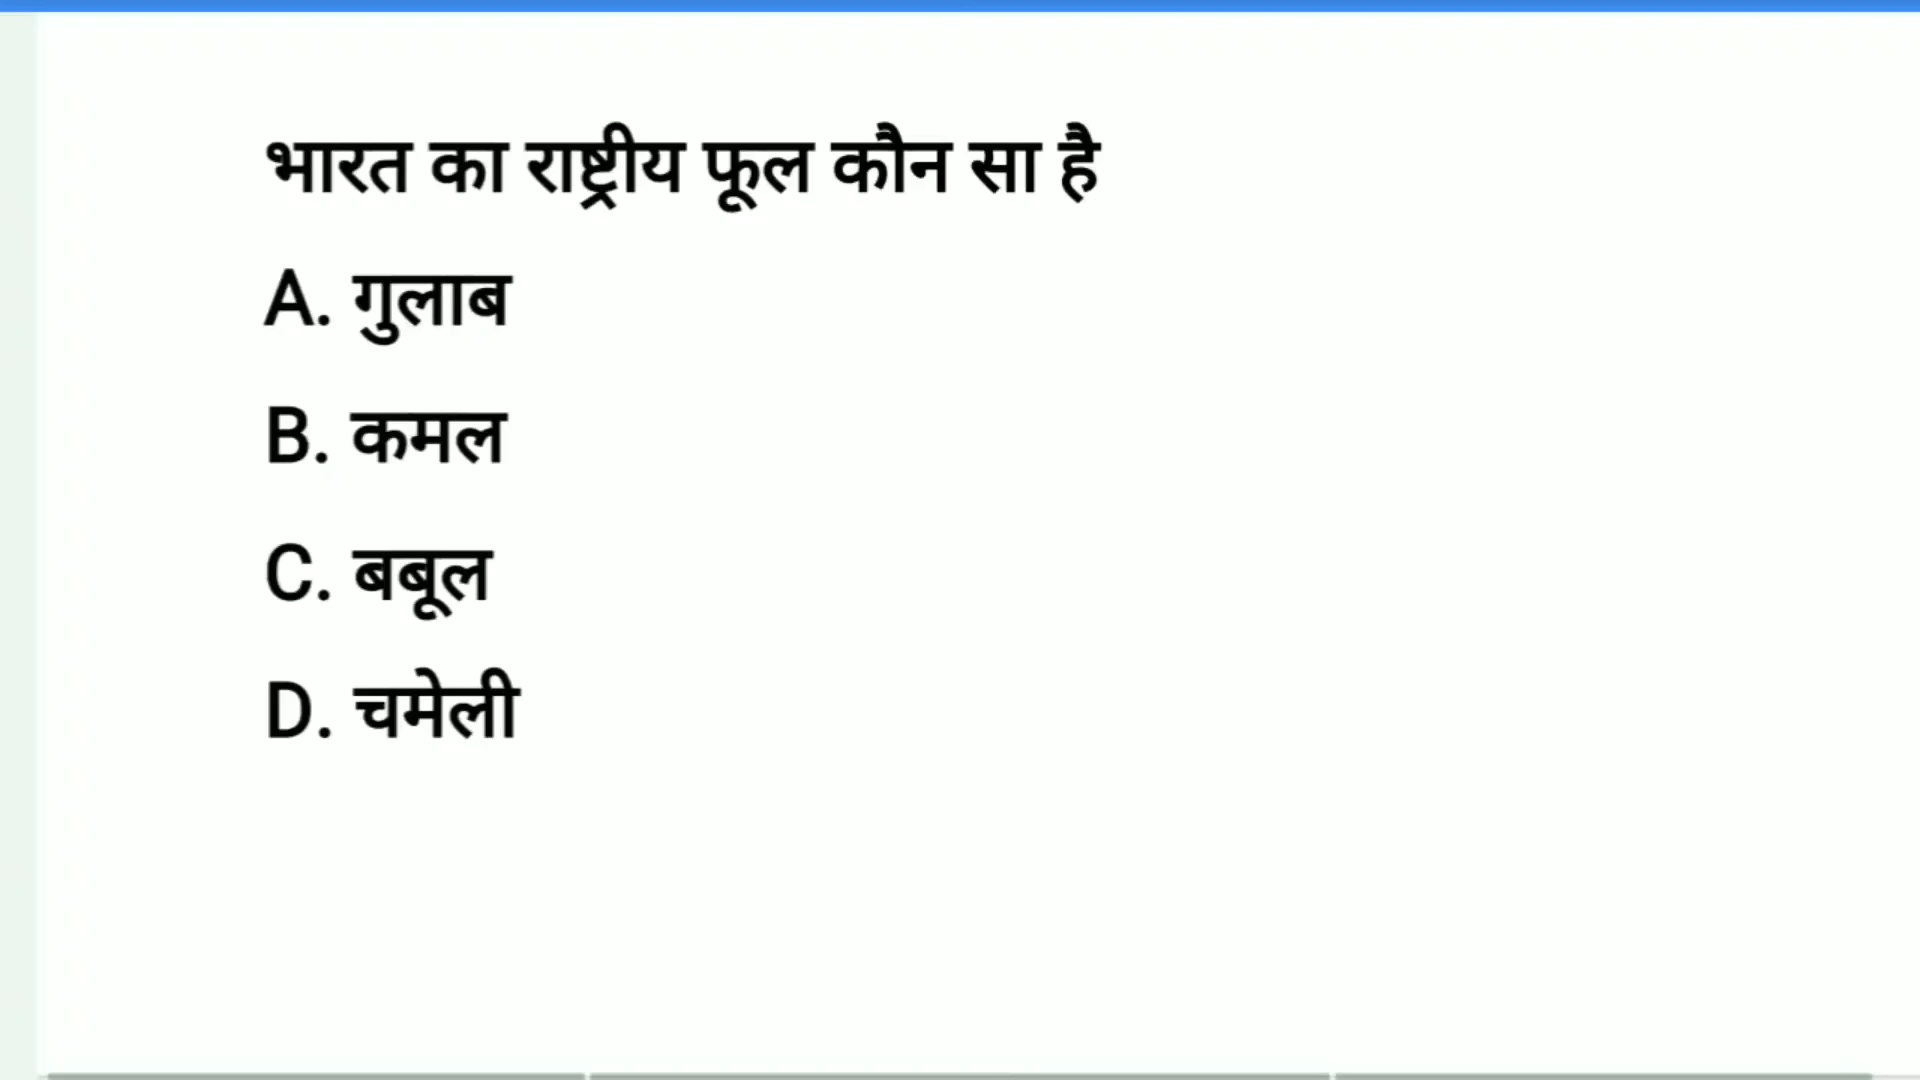 भारत का राष्ट्रीय फूल कौन सा है
A. गुलाब
B. कमल
C. बबूल
D. चमेली